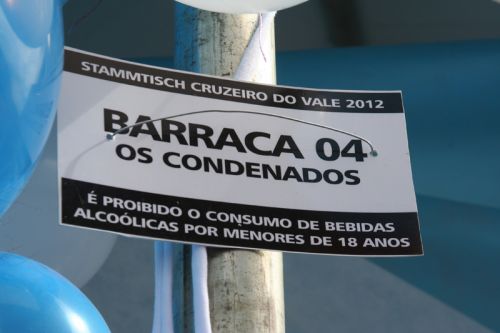 STAMMTISCH CRUZEIRO DO VALE 2012
BARRACA 04
OS CONDENADOS
É PROIBIDO O CONSUMO DE BEBIDAS
ALCOÓLICAS POR MENORES DE 18 ANOS